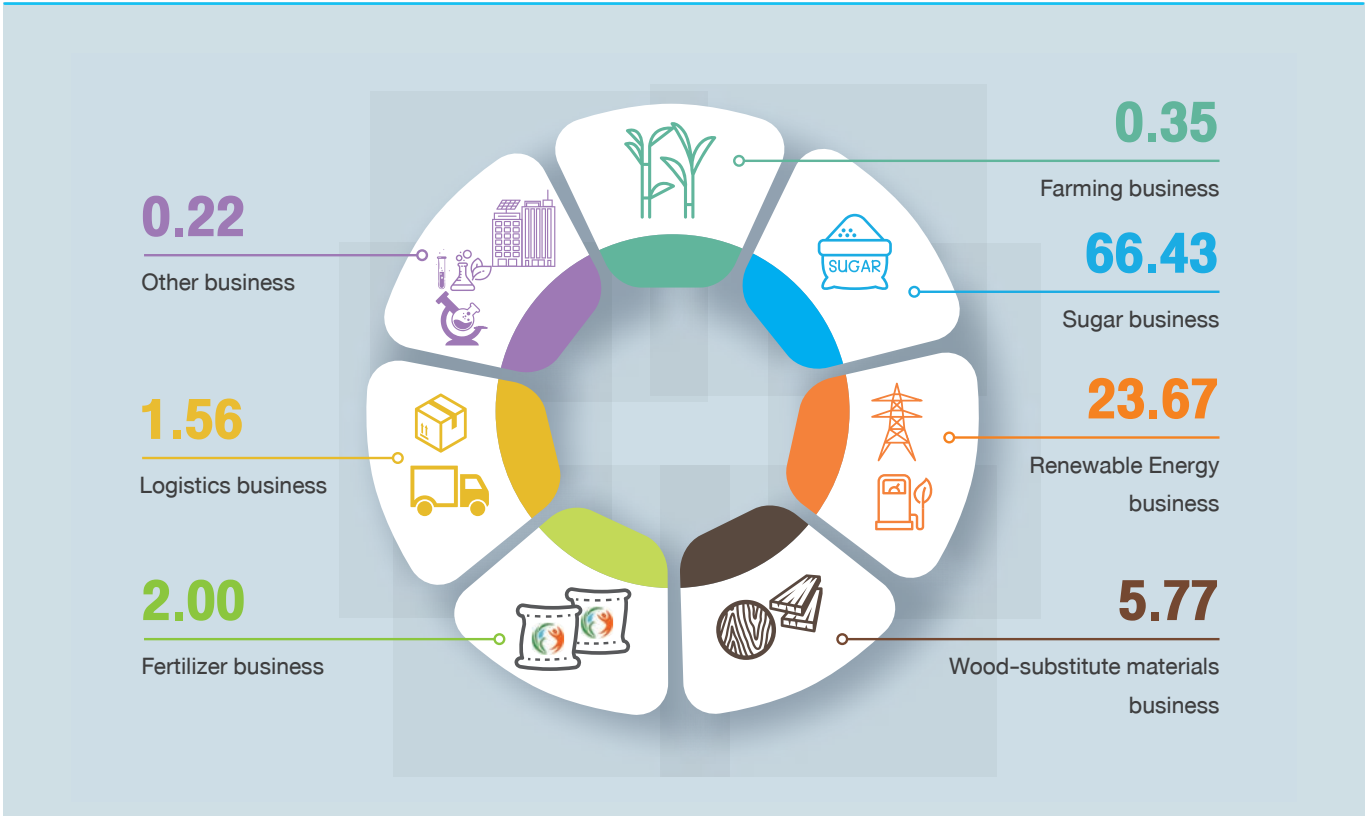 0.35
Farming business
66.43
Sugar business
SUGAR
23.67
Renewable Energy
business
5.77
Wood-substitute materials
business
2.00
Fertilizer business
1.56
Logistics business
0.22
Other business